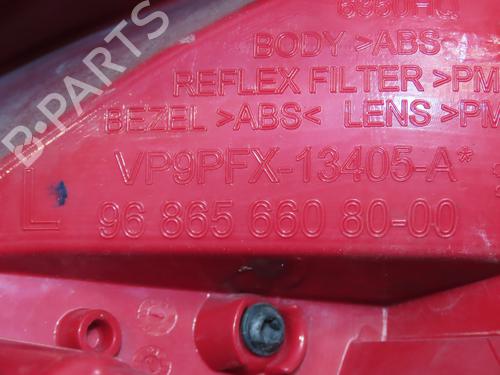 BODY >ABS
REFLEX FILTER >PM
BEZEL >ABS< LENS >PM
VP9PFX-13405-A*
L
96 865 660 80-00
B-PARTS